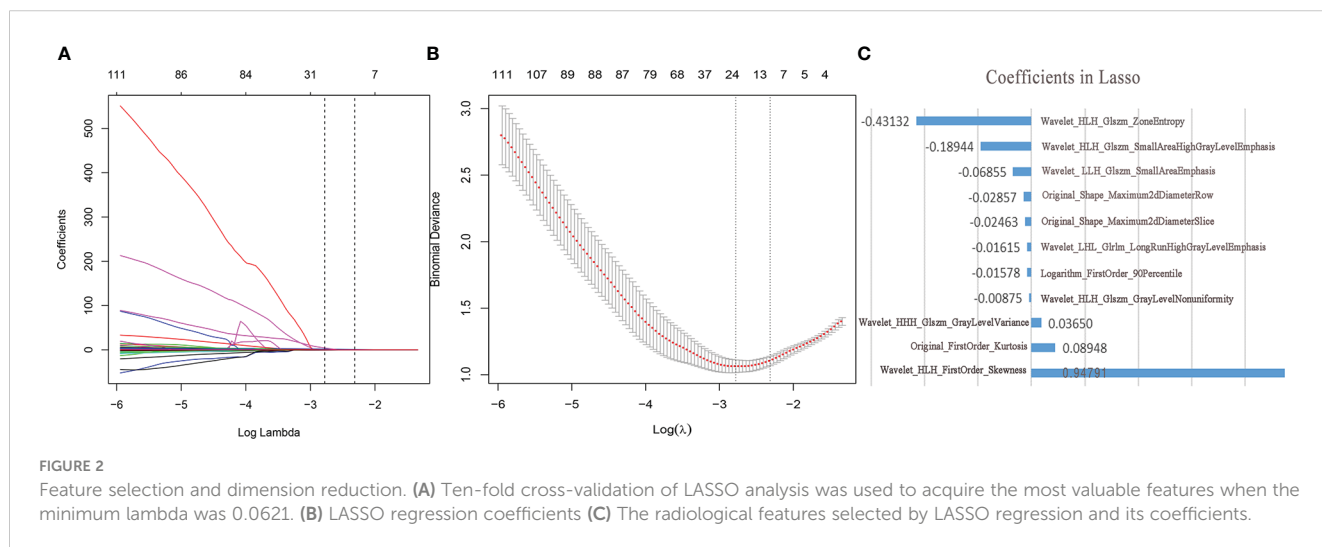 A
111 86 84 31 7
Coefficients
500
400
300
200
100
0
−6 −5 −4 −3 −2
Log Lambda
B
111 107 89 88 87 79 68 37 24 13 7 5 4
Binomial Deviance
3.0
2.5
2.0
1.5
1.0
−6 −5 −4 −3 −2
Log(λ)
C
Coefficients in Lasso
-0.43132 Wavelet_HLH_Glszm_ZoneEntropy
-0.18944 Wavelet_HLH_Glszm_SmallAreaHighGrayLevelEmphasis
-0.06855 Wavelet_ LLH_Glszm_SmallAreaEmphasis
-0.02857 Original_Shape_Maximum2dDiameterRow
-0.02463 Original_Shape_Maximum2dDiameterSlice
-0.01615 Wavelet_LHL_Glrlm_LongRunHighGrayLevelEmphasis
-0.01578 Logarithm_FirstOrder_90Percentile
-0.00875 Wavelet_HLH_Glszm_GrayLevelNonuniformity
Wavelet_HHH_Glszm_GrayLevelVariance 0.03650
Original_FirstOrder_Kurtosis 0.08948
Wavelet_HLH_FirstOrder_Skewness 0.94791
FIGURE 2
Feature selection and dimension reduction. (A) Ten-fold cross-validation of LASSO analysis was used to acquire the most valuable features when the
minimum lambda was 0.0621. (B) LASSO regression coefficients (C) The radiological features selected by LASSO regression and its coefficients.